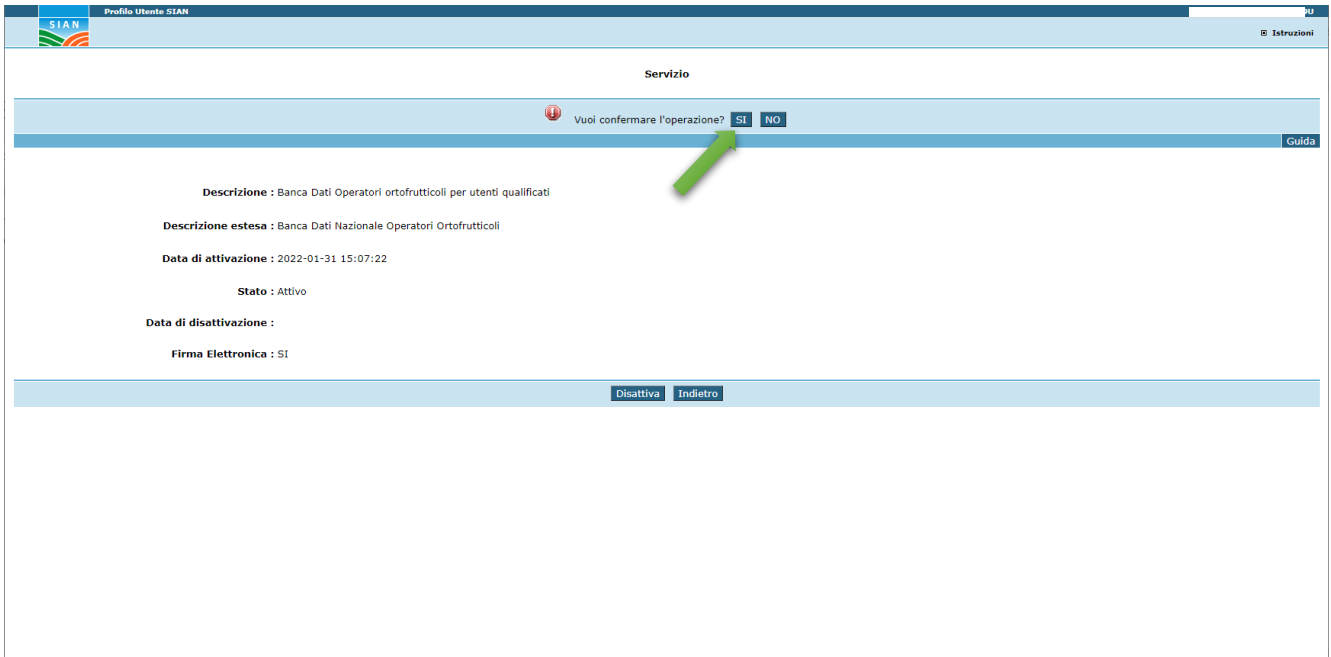 Profilo Utente SIAN
DU
SIAN
Istruzioni
Servizio
Vuoi confermare l'operazione? SI NO
Guida
Descrizione : Banca Dati Operatori ortofrutticoli per utenti qualificati
Descrizione estesa : Banca Dati Nazionale Operatori Ortofrutticoli
Data di attivazione : 2022-01-31 15:07:22
Stato : Attivo
Data di disattivazione :
Firma Elettronica : SI
Disattiva Indietro